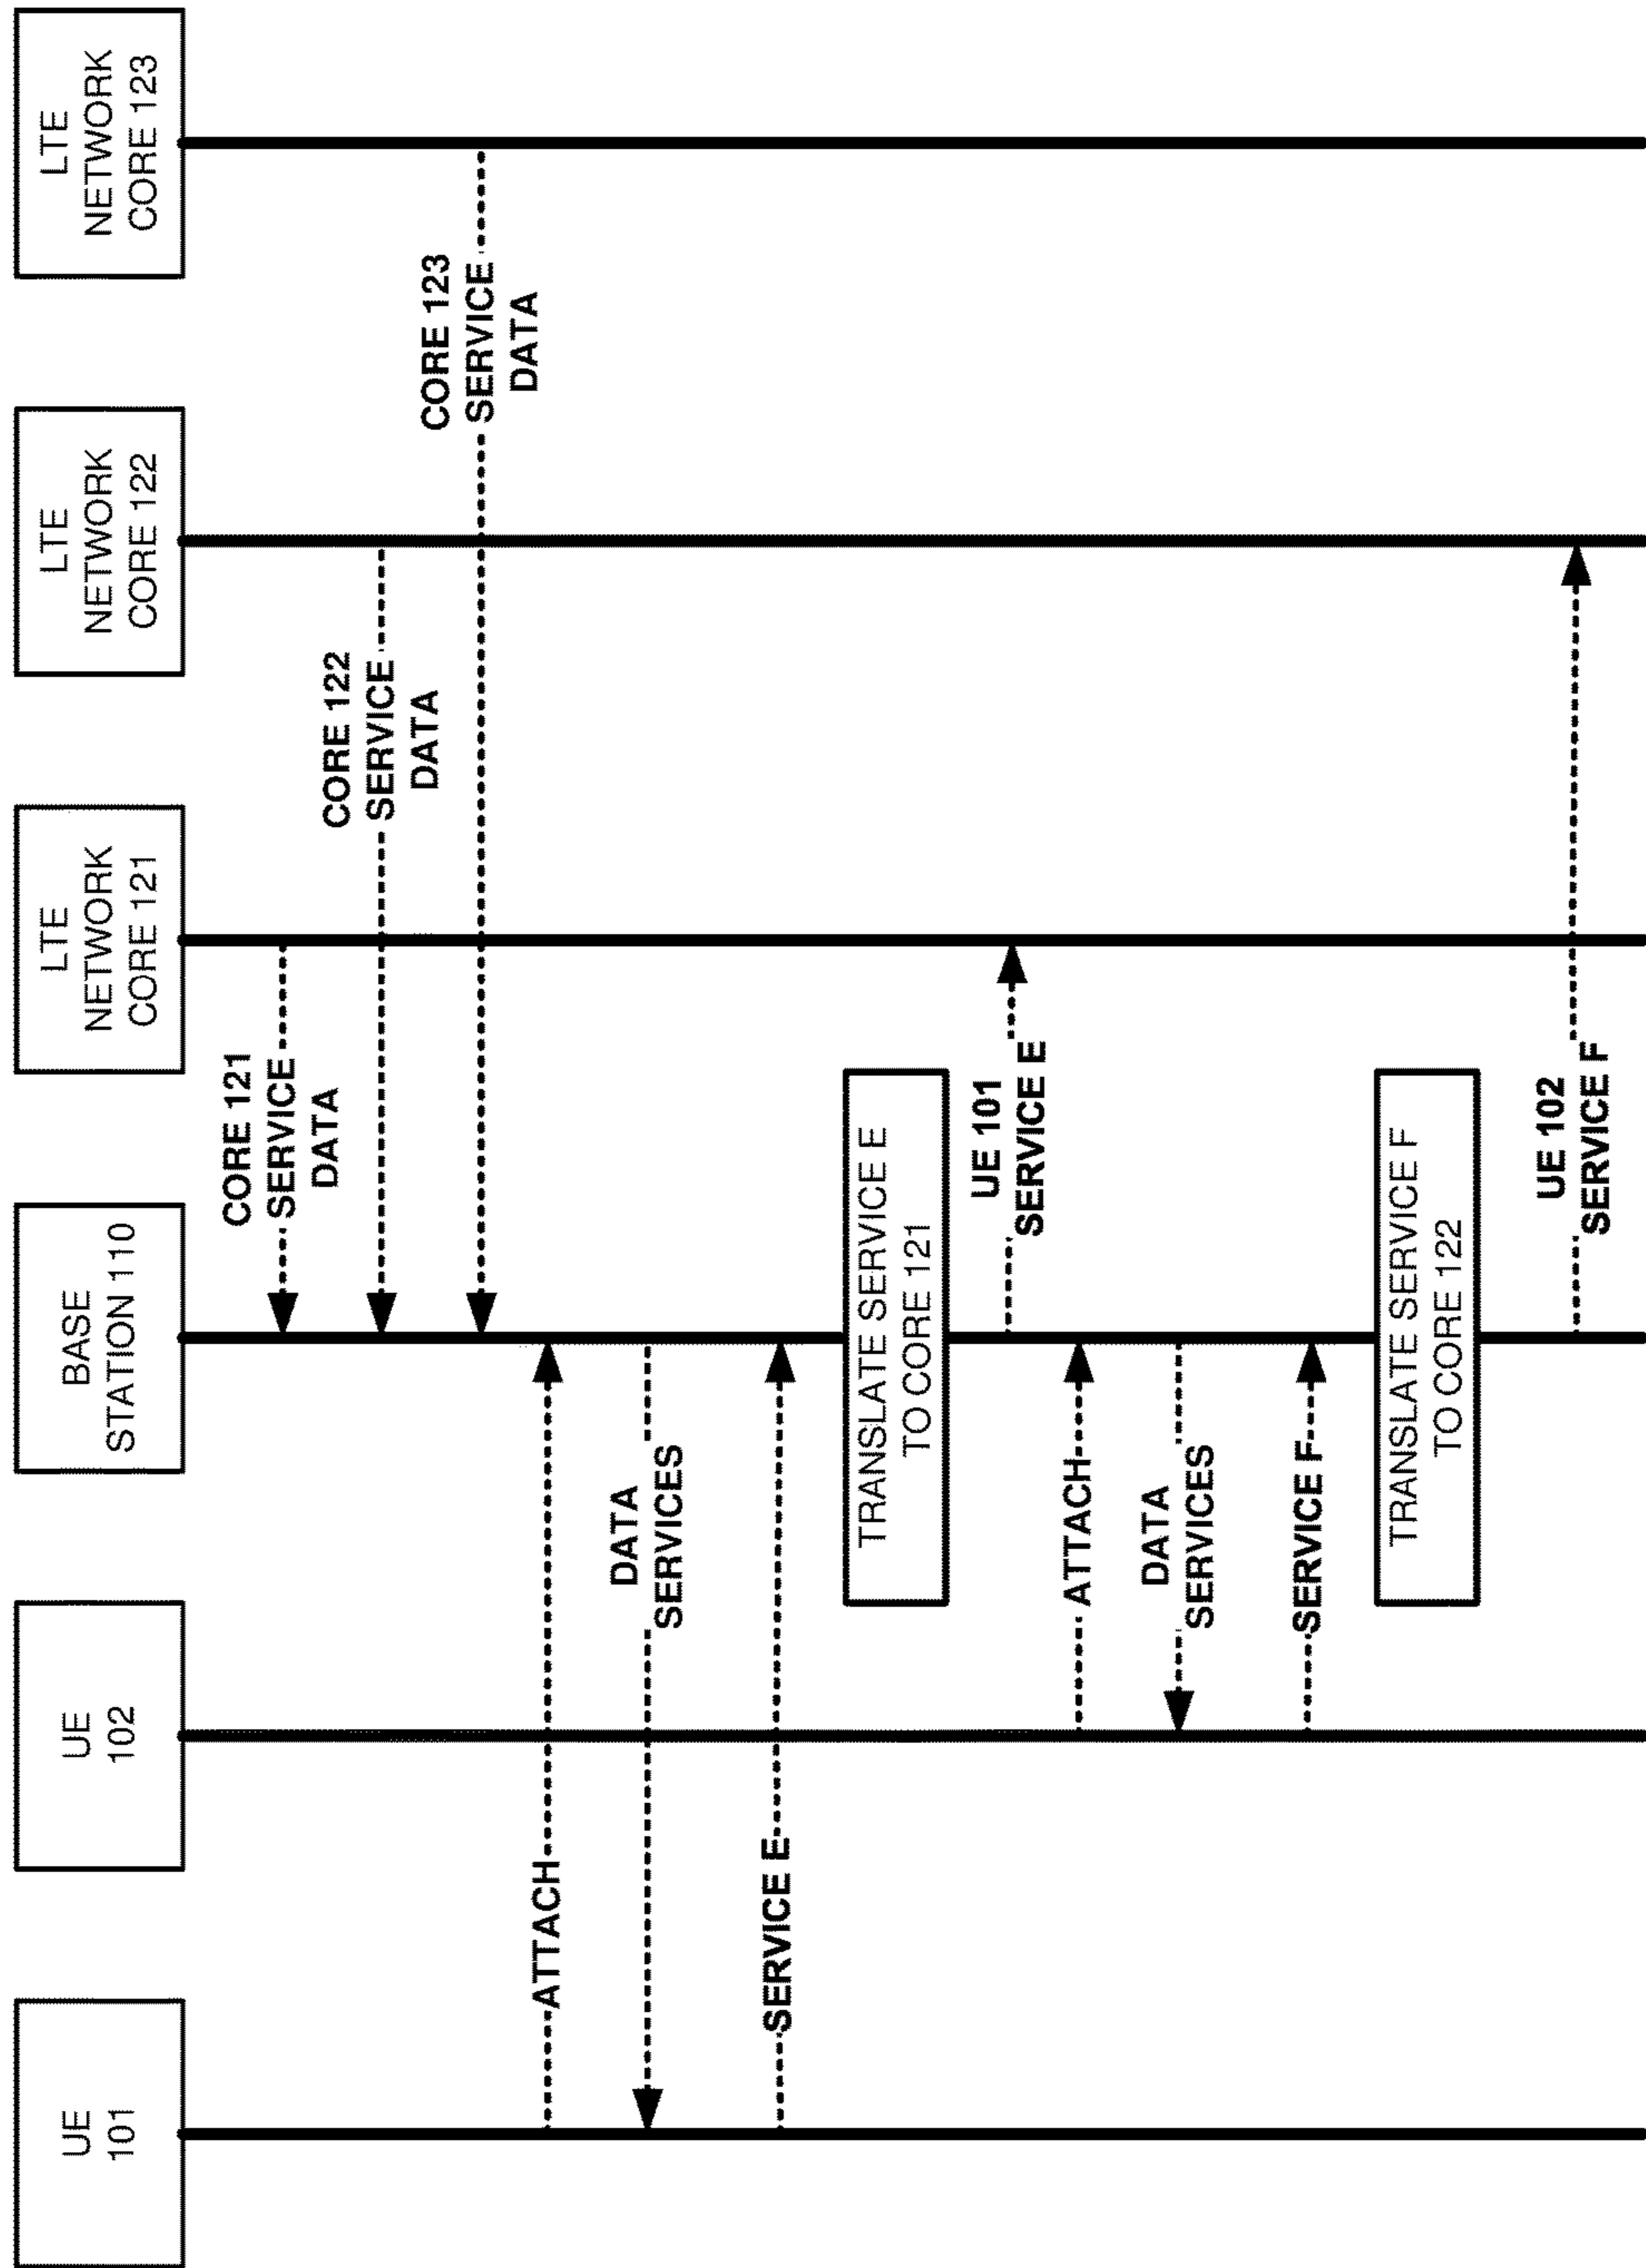 UE
101
UE
102
BASE
STATION 110
LTE
NETWORK
CORE 121
LTE
NETWORK
CORE 122
LTE
NETWORK
CORE 123
CORE 121
SERVICE
DATA
CORE 122
SERVICE
DATA
CORE 123
SERVICE
DATA
ATTACH
DATA
SERVICES
SERVICE E
TRANSLATE SERVICE E
TO CORE 121
UE 101
SERVICE E
ATTACH
DATA
SERVICES
SERVICE F
TRANSLATE SERVICE F
TO CORE 122
UE 102
SERVICE F